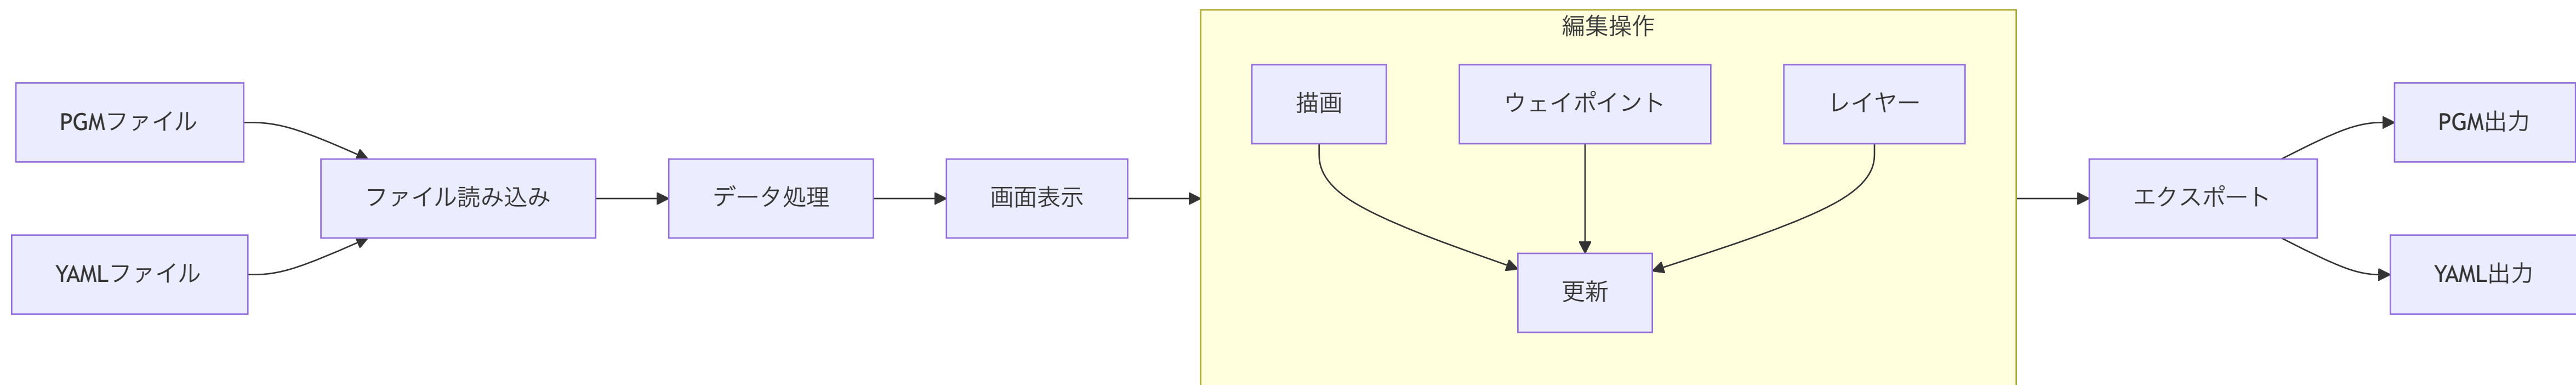 PGMファイル
YAMLファイル
ファイル読み込み
データ処理
画面表示
編集操作
描画
ウェイポイント
レイヤー
更新
エクスポート
PGM出力
YAML出力